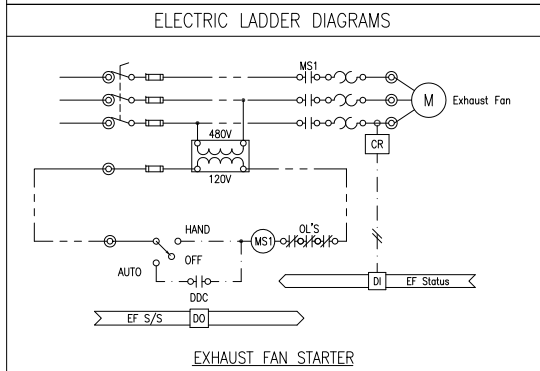 ELECTRIC LADDER DIAGRAMS
MS1
M
Exhaust Fan
480V
CR
120V
HAND
OL'S
MS1
OFF
AUTO
DDC
DI
EF Status
EF S/S
DO
EXHAUST FAN STARTER